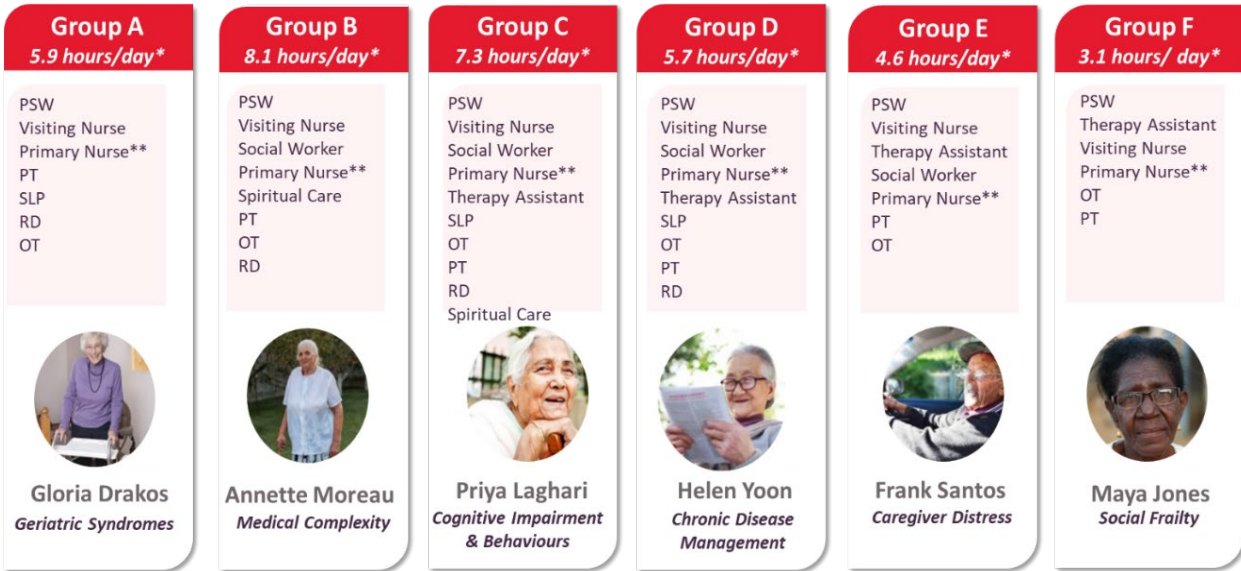 Group A
5.9 hours/day*
PSW
Visiting Nurse
Primary Nurse**
PT
SLP
RD
OT
Gloria Drakos
Geriatric Syndromes
Group B
8.1 hours/day*
PSW
Visiting Nurse
Social Worker
Primary Nurse**
Spiritual Care
PT
OT
RD
Annette Moreau
Medical Complexity
Group C
7.3 hours/day*
PSW
Visiting Nurse
Social Worker
Primary Nurse**
Therapy Assistant
SLP
OT
PT
RD
Spiritual Care
Priya Laghari
Cognitive Impairment
& Behaviours
Group D
5.7 hours/day*
PSW
Visiting Nurse
Social Worker
Primary Nurse**
Therapy Assistant
SLP
OT
PT
RD
Helen Yoon
Chronic Disease
Management
Group E
4.6 hours/day*
PSW
Visiting Nurse
Therapy Assistant
Social Worker
Primary Nurse**
PT
OT
Frank Santos
Caregiver Distress
Group F
3.1 hours/ day*
PSW
Therapy Assistant
Visiting Nurse
Primary Nurse**
OT
PT
Maya Jones
Social Frailty